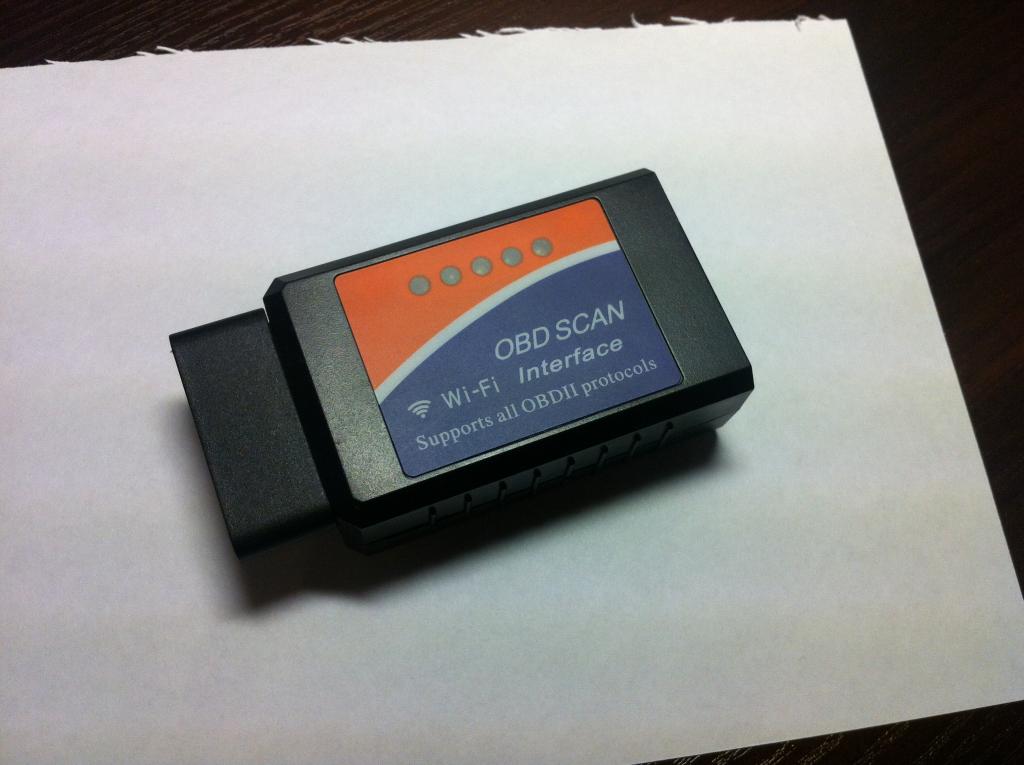 OBD SCAN
Wi-Fi Interface
Supports all OBDII protocols